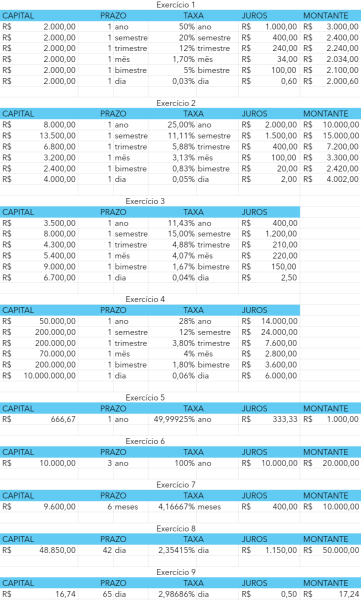 Exercício 1
CAPITAL PRAZO TAXA JUROS MONTANTE
R$ 2.000,00 1 ano 50% ano R$ 1.000,00 R$ 3.000,00
R$ 2.000,00 1 semestre 20% semestre R$ 400,00 R$ 2.400,00
R$ 2.000,00 1 trimestre 12% trimestre R$ 240,00 R$ 2.240,00
R$ 2.000,00 1 mês 1,70% mês R$ 34,00 R$ 2.034,00
R$ 2.000,00 1 bimestre 5% bimestre R$ 100,00 R$ 2.100,00
R$ 2.000,00 1 dia 0,03% dia R$ 0,60 R$ 2.000,60
Exercício 2
CAPITAL PRAZO TAXA JUROS MONTANTE
R$ 8.000,00 1 ano 25,00% ano R$ 2.000,00 R$ 10.000,00
R$ 13.500,00 1 semestre 11,11% semestre R$ 1.500,00 R$ 15.000,00
R$ 6.800,00 1 trimestre 5,88% trimestre R$ 400,00 R$ 7.200,00
R$ 3.200,00 1 mês 3,13% mês R$ 100,00 R$ 3.300,00
R$ 2.400,00 1 bimestre 0,83% bimestre R$ 20,00 R$ 2.420,00
R$ 4.000,00 1 dia 0,05% dia R$ 2,00 R$ 4.002,00
Exercício 3
CAPITAL PRAZO TAXA JUROS
R$ 3.500,00 1 ano 11,43% ano R$ 400,00
R$ 8.000,00 1 semestre 15,00% semestre R$ 1.200,00
R$ 4.300,00 1 trimestre 4,88% trimestre R$ 210,00
R$ 5.400,00 1 mês 4,07% mês R$ 220,00
R$ 9.000,00 1 bimestre 1,67% bimestre R$ 150,00
R$ 6.700,00 1 dia 0,04% dia R$ 2,50
Exercício 4
CAPITAL PRAZO TAXA JUROS
R$ 50.000,00 1 ano 28% ano R$ 14.000,00
R$ 200.000,00 1 semestre 12% semestre R$ 24.000,00
R$ 200.000,00 1 trimestre 3,80% trimestre R$ 7.600,00
R$ 70.000,00 1 mês 4% mês R$ 2.800,00
R$ 200.000,00 1 bimestre 1,80% bimestre R$ 3.600,00
R$ 10.000.000,00 1 dia 0,06% dia R$ 6.000,00
Exercício 5
CAPITAL PRAZO TAXA JUROS MONTANTE
R$ 666,67 1 ano 49,99925% ano R$ 333,33 R$ 1.000,00
Exercício 6
CAPITAL PRAZO TAXA JUROS MONTANTE
R$ 10.000,00 3 ano 100% ano R$ 10.000,00 R$ 20.000,00
Exercício 7
CAPITAL PRAZO TAXA JUROS MONTANTE
R$ 9.600,00 6 meses 4,16667% meses R$ 400,00 R$ 10.000,00
Exercício 8
CAPITAL PRAZO TAXA JUROS MONTANTE
R$ 48.850,00 42 dia 2,35415% dia R$ 1.150,00 R$ 50.000,00
Exercício 9
CAPITAL PRAZO TAXA JUROS MONTANTE
R$ 16,74 65 dia 2,98686% dia R$ 0,50 R$ 17,24